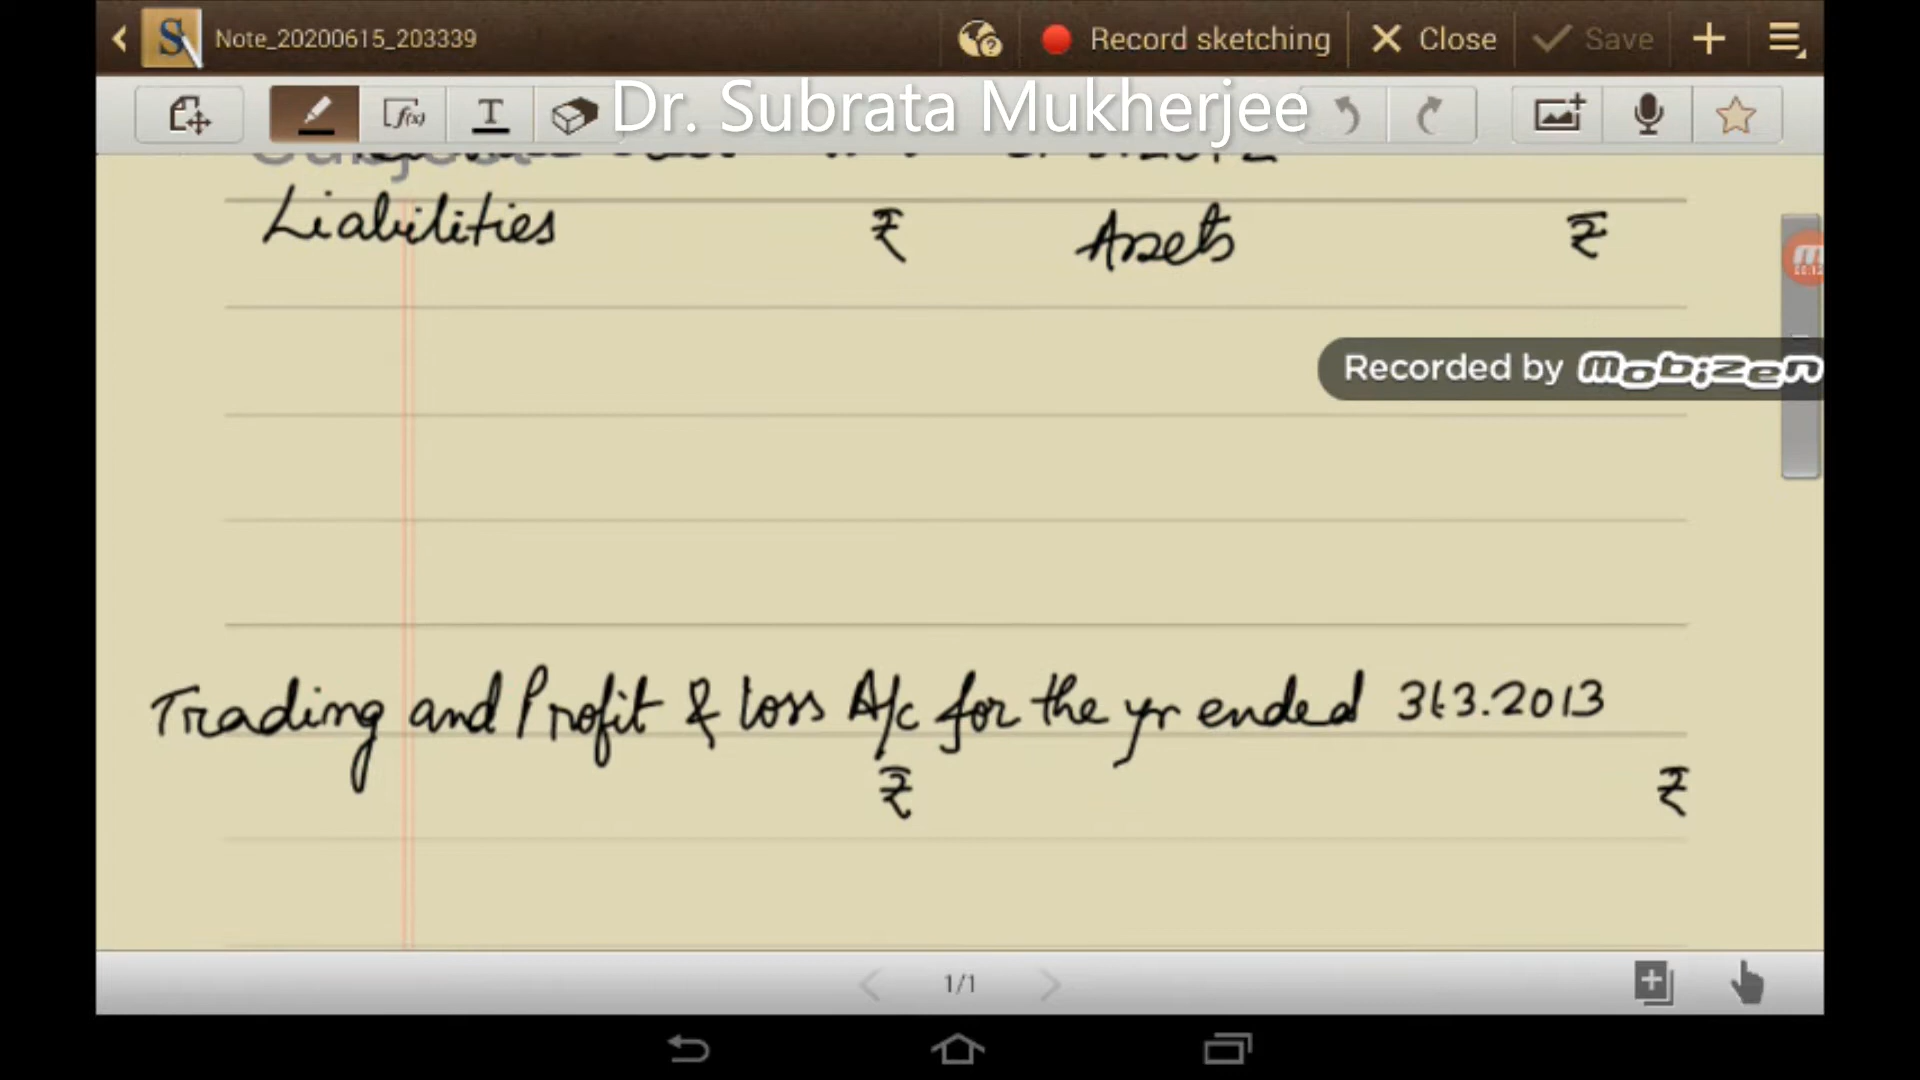 Note_20200615_203339 Record sketching Close Save
Dr. Subrata Mukherjee
Liabilities ₹ Assets ₹
Recorded by mobizen
Trading and Profit & Loss A/c for the yr ended 31.3.2013
₹ ₹
1/1